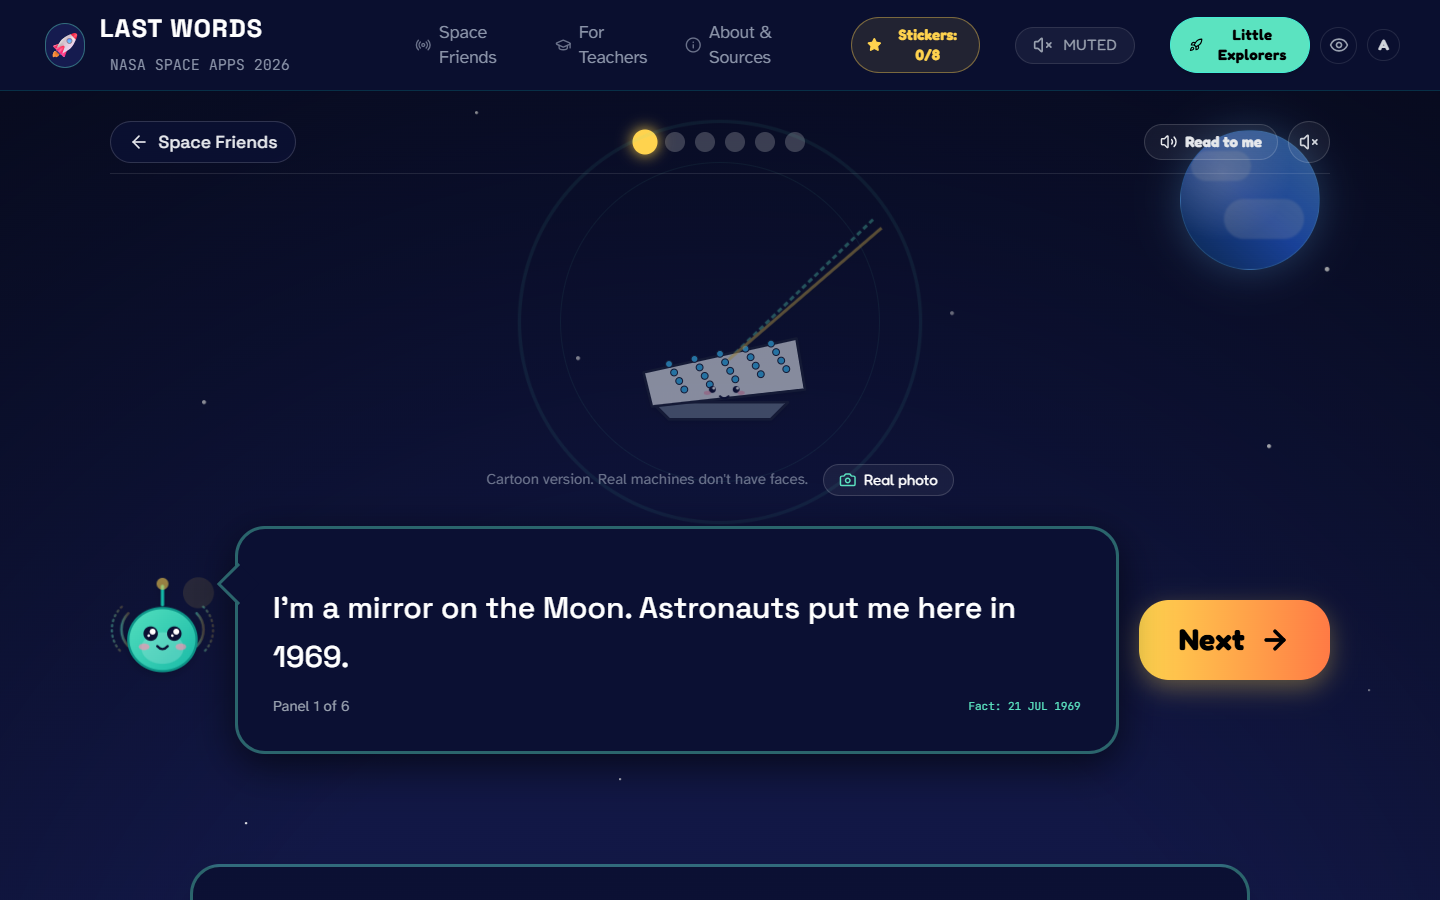 LAST WORDS
NASA SPACE APPS 2026
Space
Friends
For
Teachers
About &
Sources
Stickers:
0/8
MUTED
Little
Explorers
A
Space Friends
Read to me
Cartoon version. Real machines don't have faces.
Real photo
I'm a mirror on the Moon. Astronauts put me here in
1969.
Panel 1 of 6
Fact: 21 JUL 1969
Next